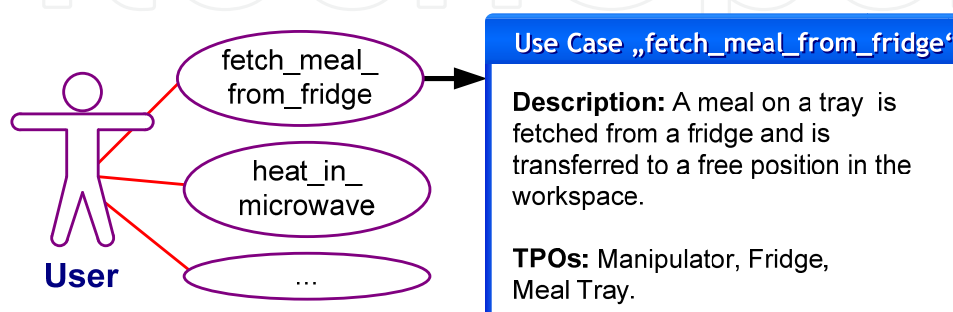 fetch_meal_
from_fridge
heat_in_
microwave
...
User
Use Case „fetch_meal_from_fridge‘
Description: A meal on a tray is
fetched from a fridge and is
transferred to a free position in the
workspace.
TPOs: Manipulator, Fridge,
Meal Tray.